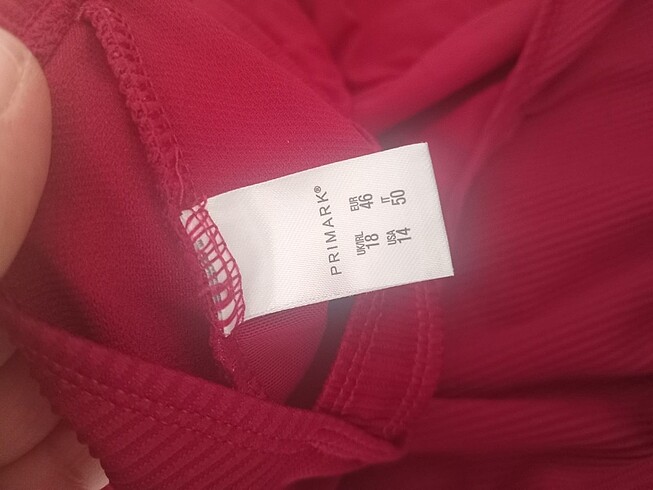 PRIMARK®
UK/IRL EUR
18 46
USA IT
14 50